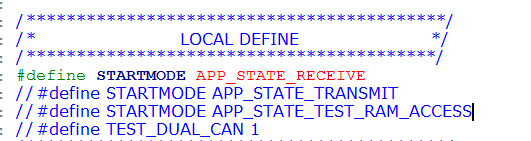 /******************************************/
/*                LOCAL DEFINE                */
/*****************************************/
#define STARTMODE APP_STATE_RECEIVE
//#define STARTMODE APP_STATE_TRANSMIT
//#define STARTMODE APP_STATE_TEST_RAM_ACCESS
//#define TEST_DUAL_CAN 1